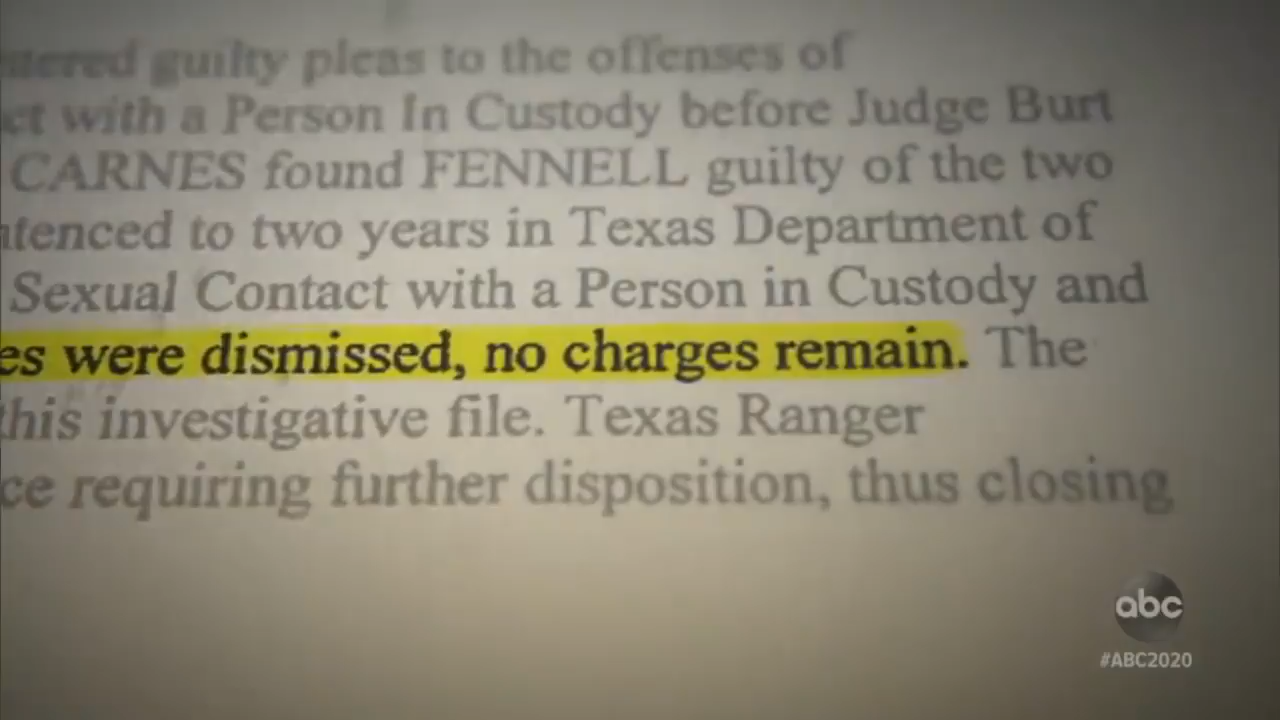 guilty pleas to the offenses of
ct with a Person In Custody before Judge Burt
CARNES found FENNELL guilty of the two
tenced to two years in Texas Department of
Sexual Contact with a Person in Custody and
es were dismissed, no charges remain. The
this investigative file. Texas Ranger
ce requiring further disposition, thus closing
abc
#ABC2020